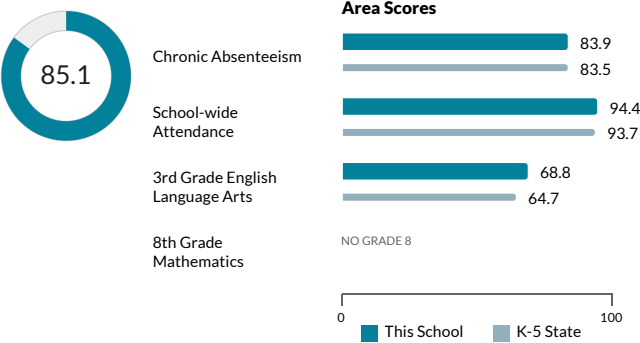 Area Scores
85.1
Chronic Absenteeism
83.9
83.5
School-wide
Attendance
94.4
93.7
3rd Grade English
Language Arts
68.8
64.7
8th Grade
Mathematics
NO GRADE 8
0
100
This School
K-5 State